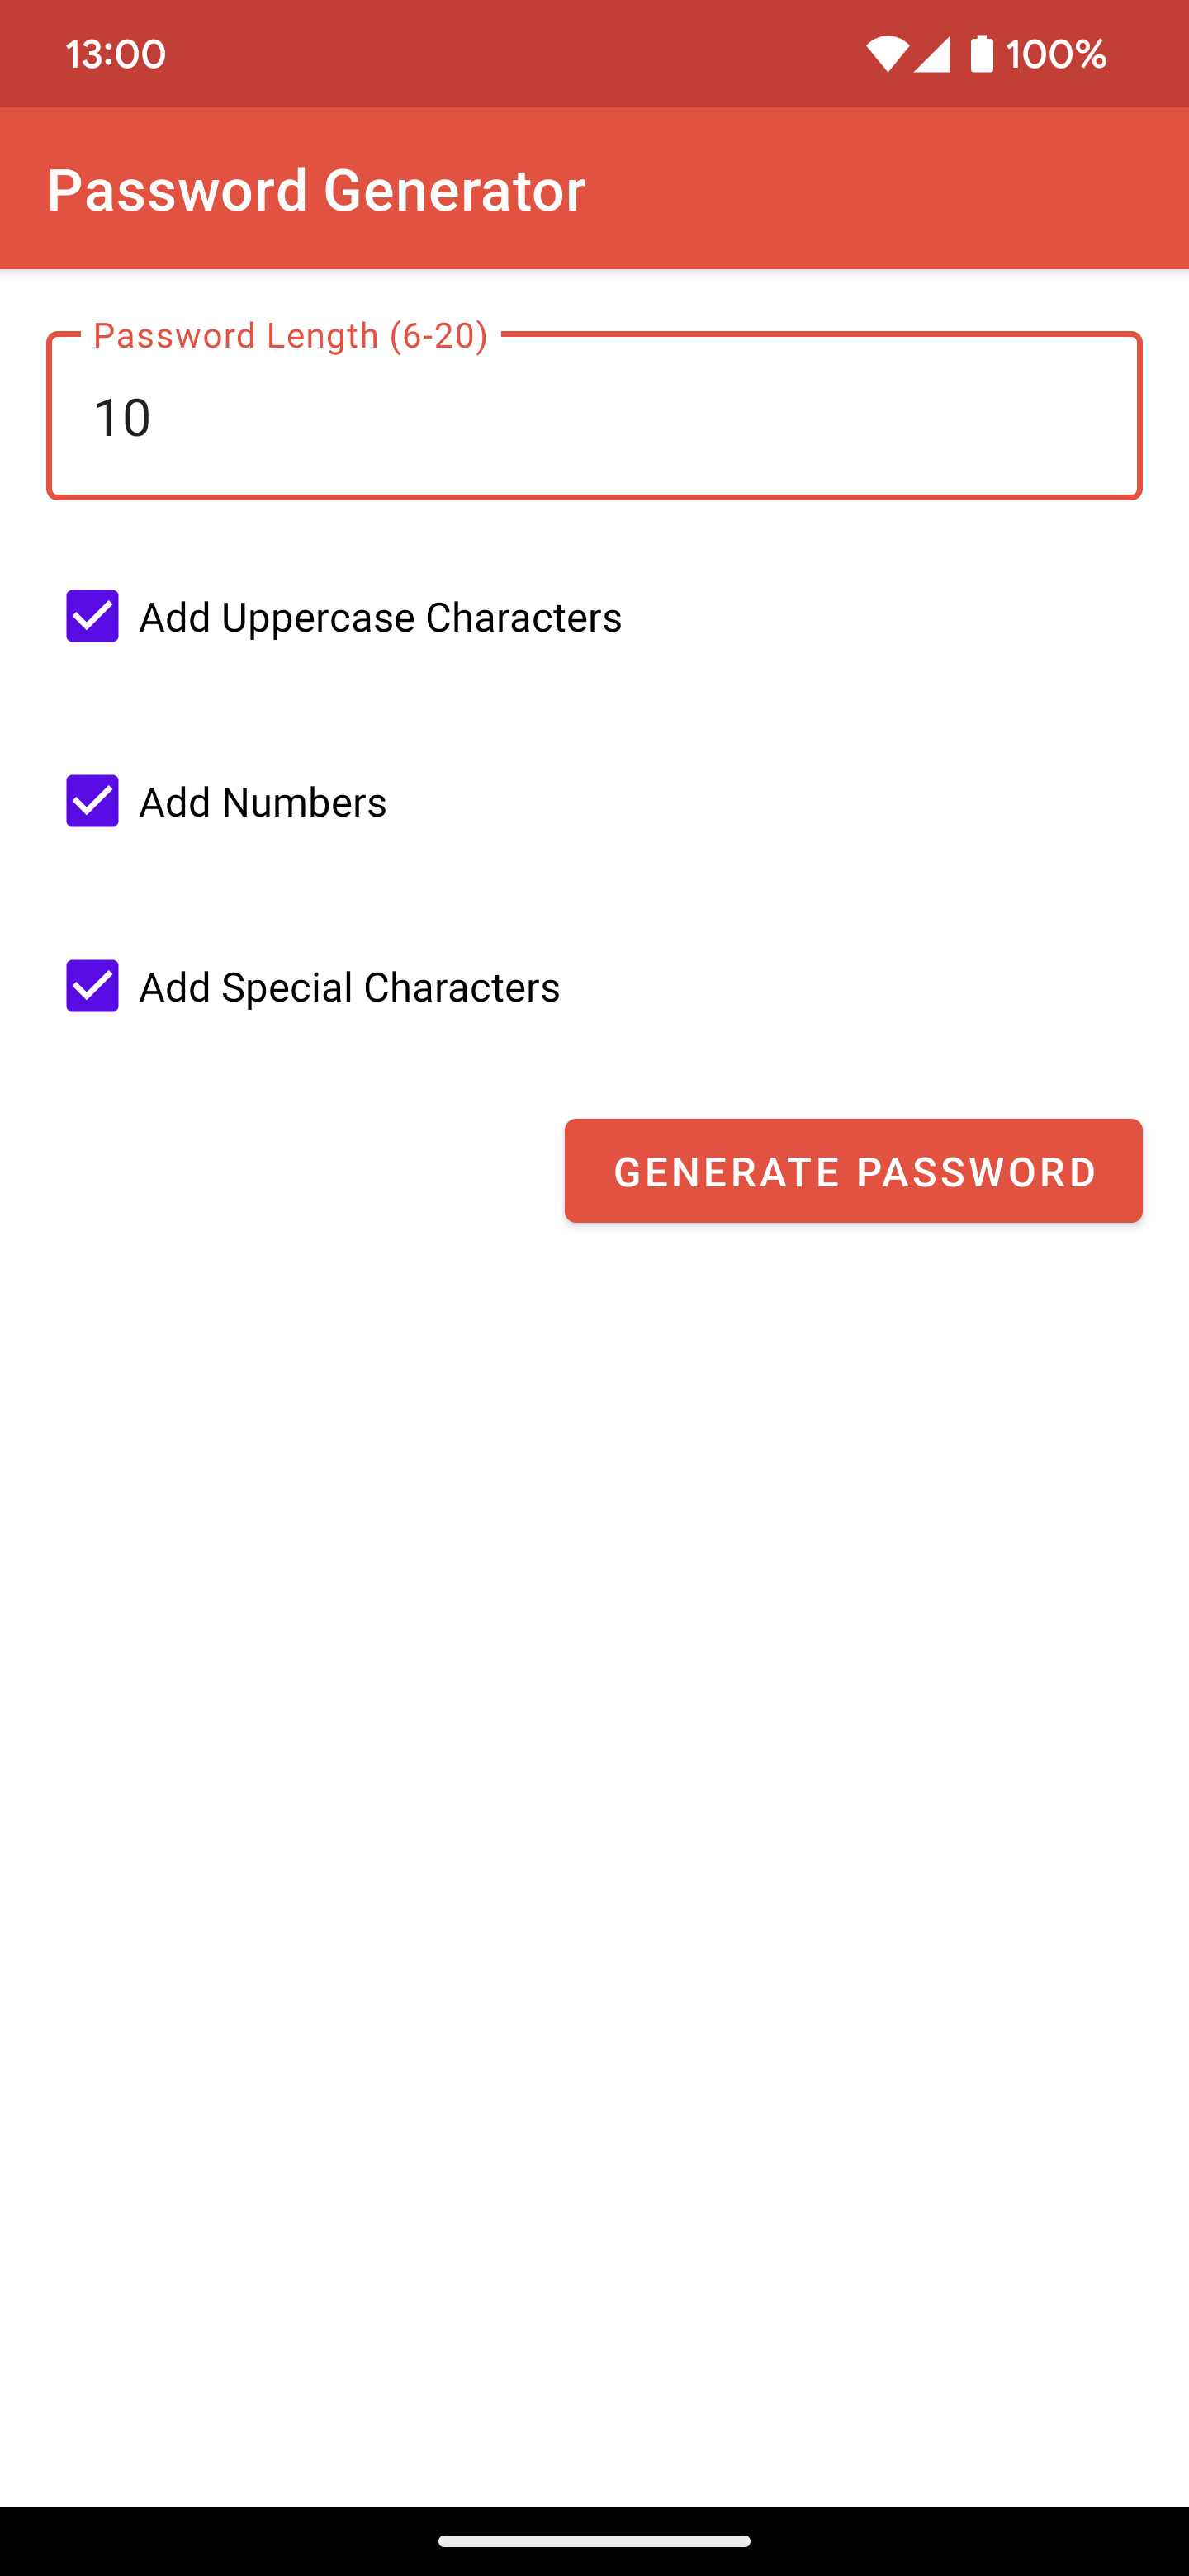 13:00
100%
Password Generator
Password Length (6-20)
10
Add Uppercase Characters
Add Numbers
Add Special Characters
GENERATE PASSWORD